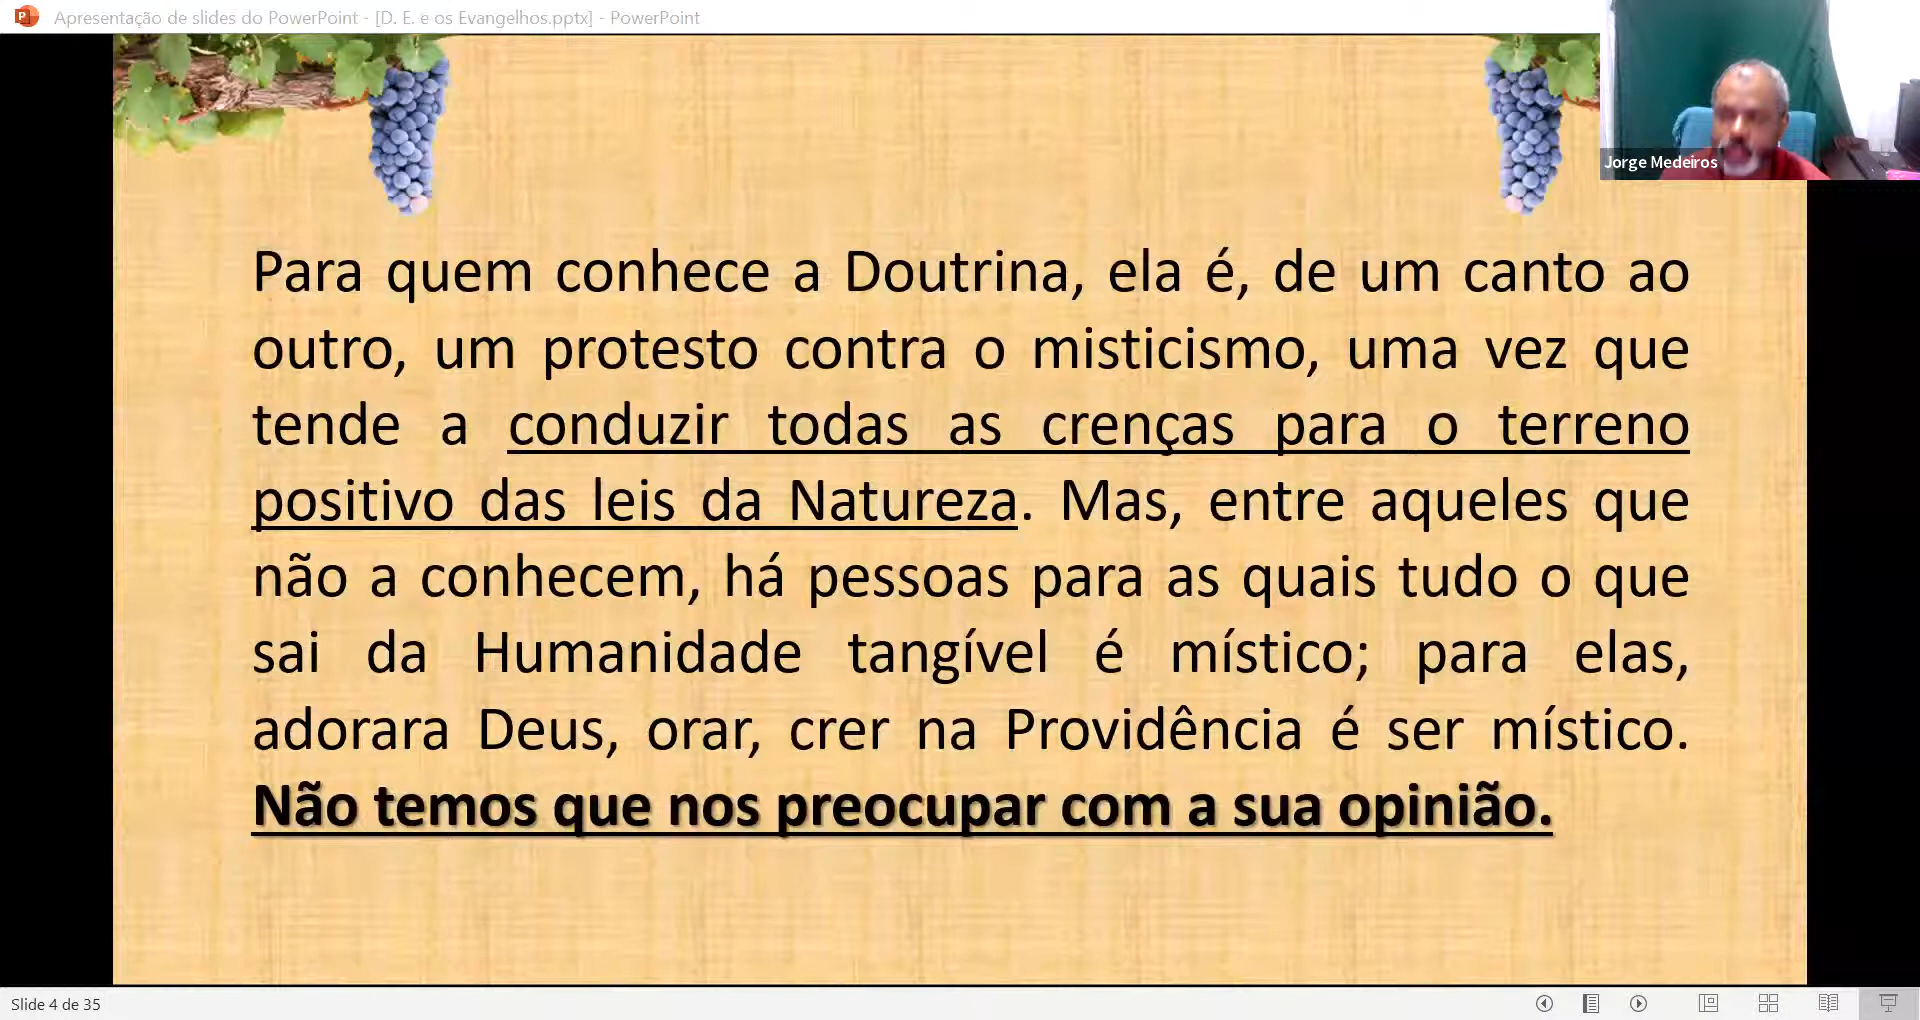 Apresentação de slides do PowerPoint - [D. E. e os Evangelhos.pptx] - PowerPoint
Jorge Medeiros
Para quem conhece a Doutrina, ela é, de um canto ao
outro, um protesto contra o misticismo, uma vez que
tende a conduzir todas as crenças para o terreno
positivo das leis da Natureza. Mas, entre aqueles que
não a conhecem, há pessoas para as quais tudo o que
sai da Humanidade tangível é místico; para elas,
adorara Deus, orar, crer na Providência é ser místico.
Não temos que nos preocupar com a sua opinião.
Slide 4 de 35